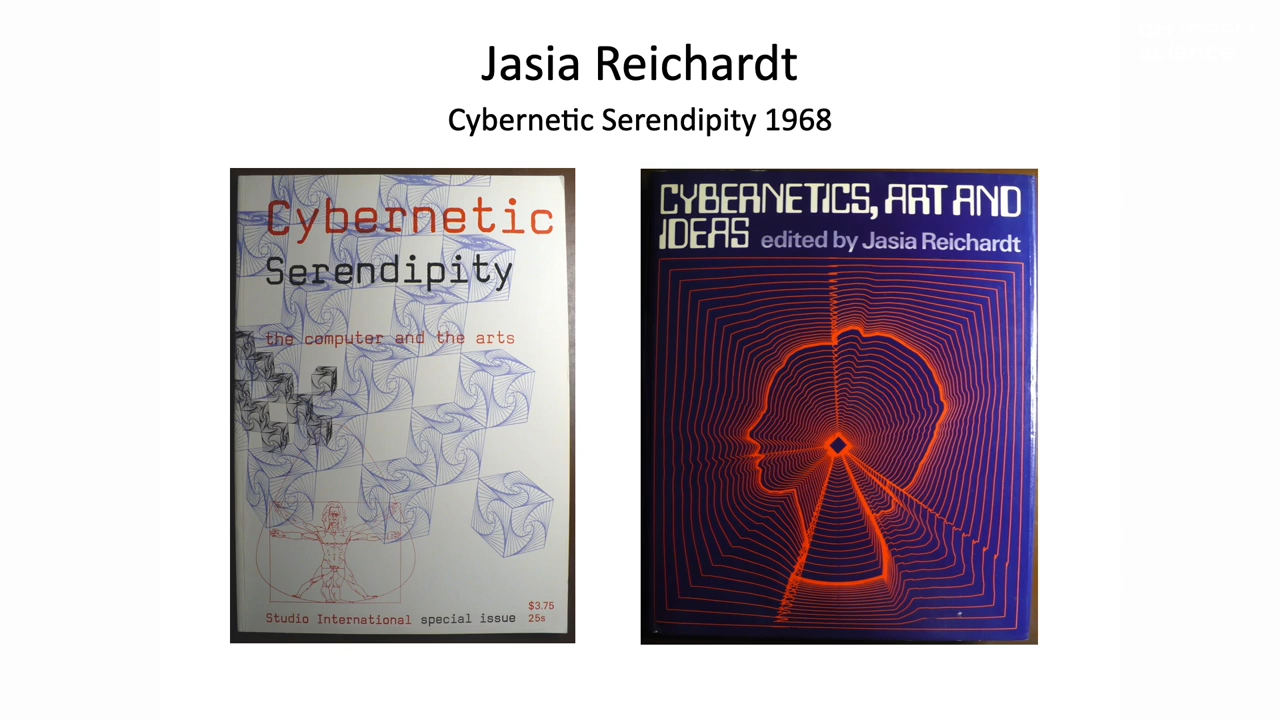 Jasia Reichardt
Cybernetic Serendipity 1968
Cybernetic
Serendipity
the computer and the arts
$3.75
Studio International special issue 25s
CYBERNETICS, ART AND
IDEAS edited by Jasia Reichardt